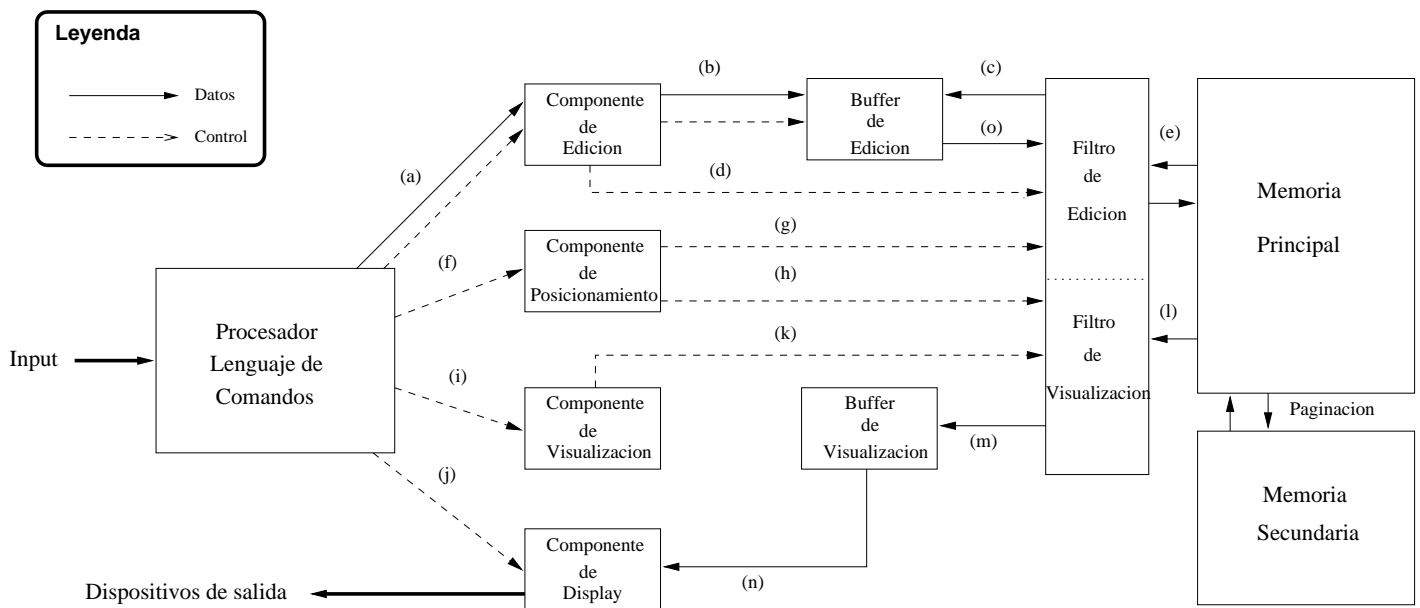 Leyenda
Datos
Control
(a)
(b)
(c)
(d)
(e)
(f)
(g)
(h)
(i)
(j)
(k)
(l)
(m)
(n)
(o)
Input
Procesador
Lenguaje de
Comandos
Componente
de
Edicion
Buffer
de
Edicion
Filtro
de
Edicion
Memoria
Principal
Componente
de
Posicionamiento
Filtro
de
Visualizacion
Componente
de
Visualizacion
Buffer
de
Visualizacion
Paginacion
Memoria
Secundaria
Componente
de
Display
Dispositivos de salida